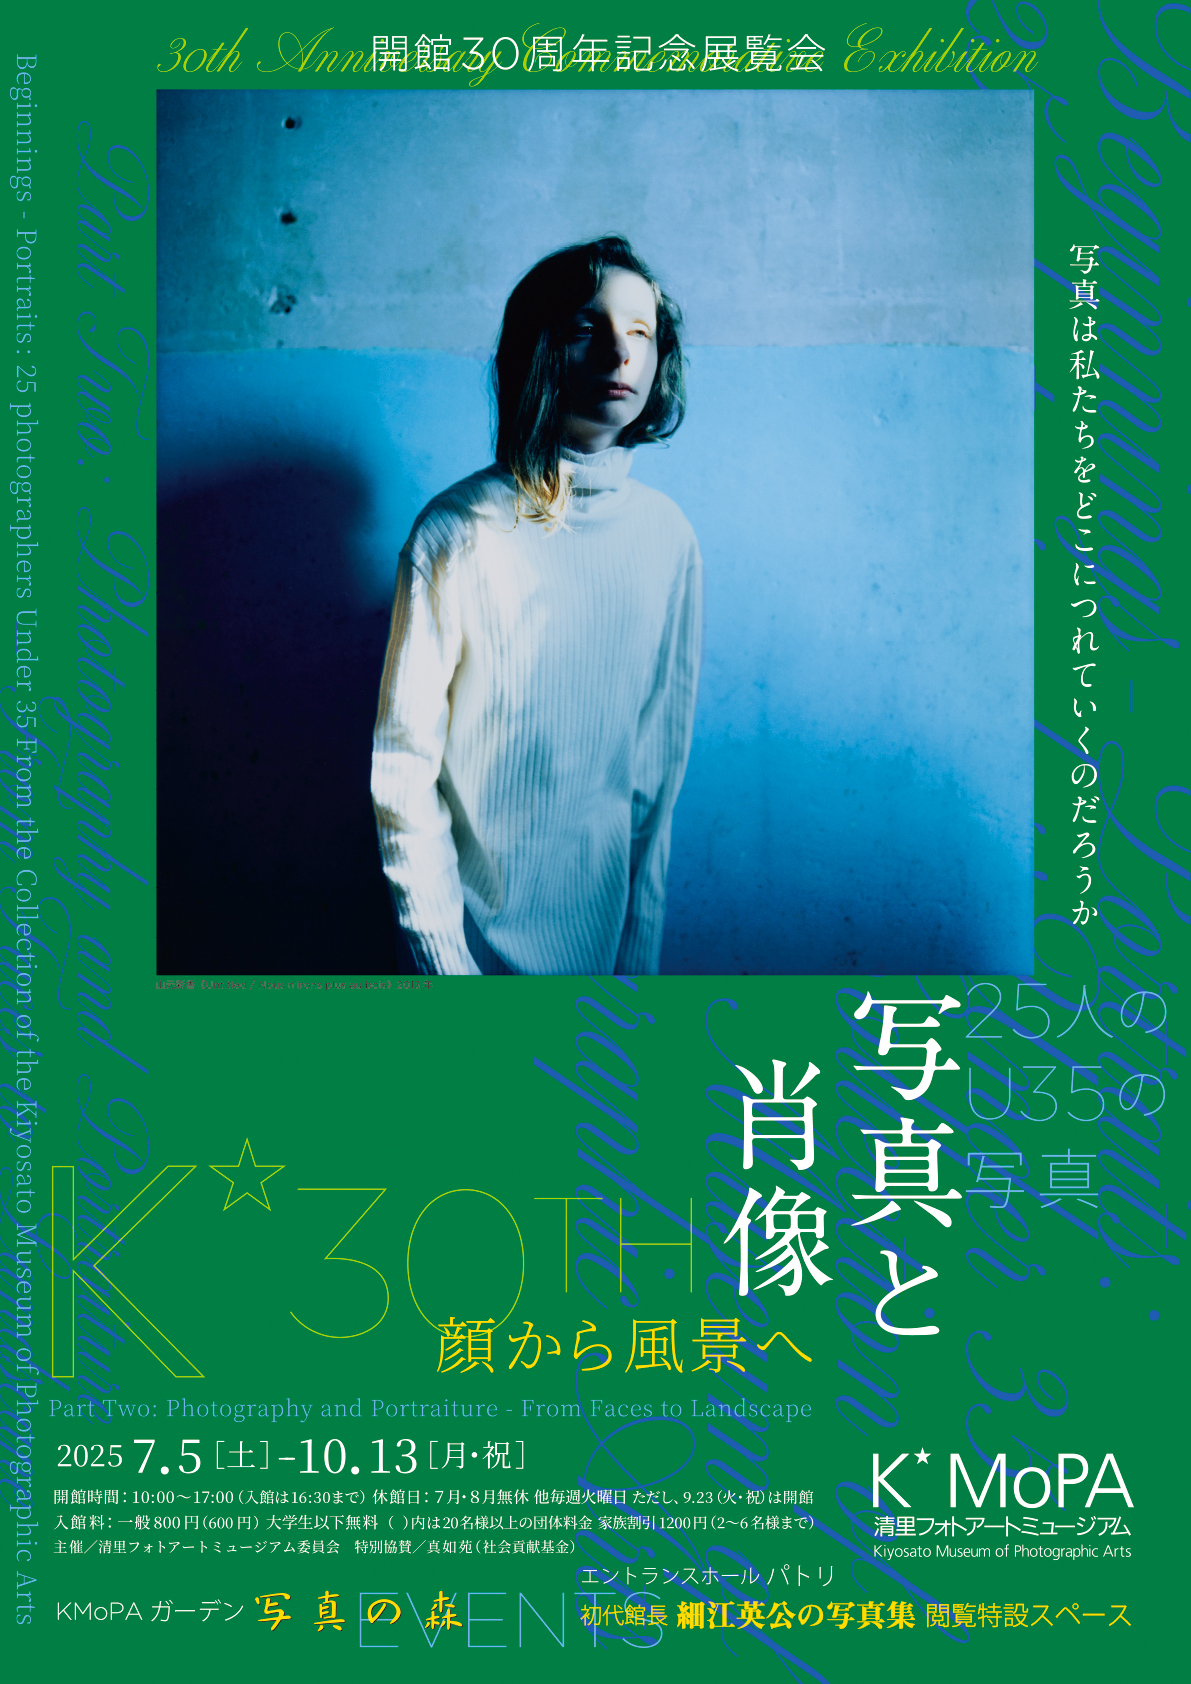 30th Anniversary Commemorative Exhibition
開館30周年記念展覧会
写真は私たちをどこにつれていくのだろうか
Beginnings - Portraits: 25 photographers Under 35 From the Collection of the Kiyosato Museum of Photographic Arts
Part Two: Photography and Portraiture
25人の
U35の
写真
写真と
肖像
K★30TH
顔から風景へ
Part Two: Photography and Portraiture - From Faces to Landscape
2025 7.5［土］–10.13［月・祝］
開館時間：10:00〜17:00（入館は16:30まで） 休館日：7月・8月無休 他毎週火曜日 ただし、9.23（火・祝）は開館
入館料：一般800円（600円） 大学生以下無料 （ ）内は20名様以上の団体料金 家族割引1200円（2〜6名様まで）
主催／清里フォトアートミュージアム委員会　特別協賛／真如苑（社会貢献基金）
K★MoPA
清里フォトアートミュージアム
Kiyosato Museum of Photographic Arts
EVENTS
KMoPA ガーデン 写真の森
エントランスホール パトリ
初代館長 細江英公の写真集 閲覧特設スペース